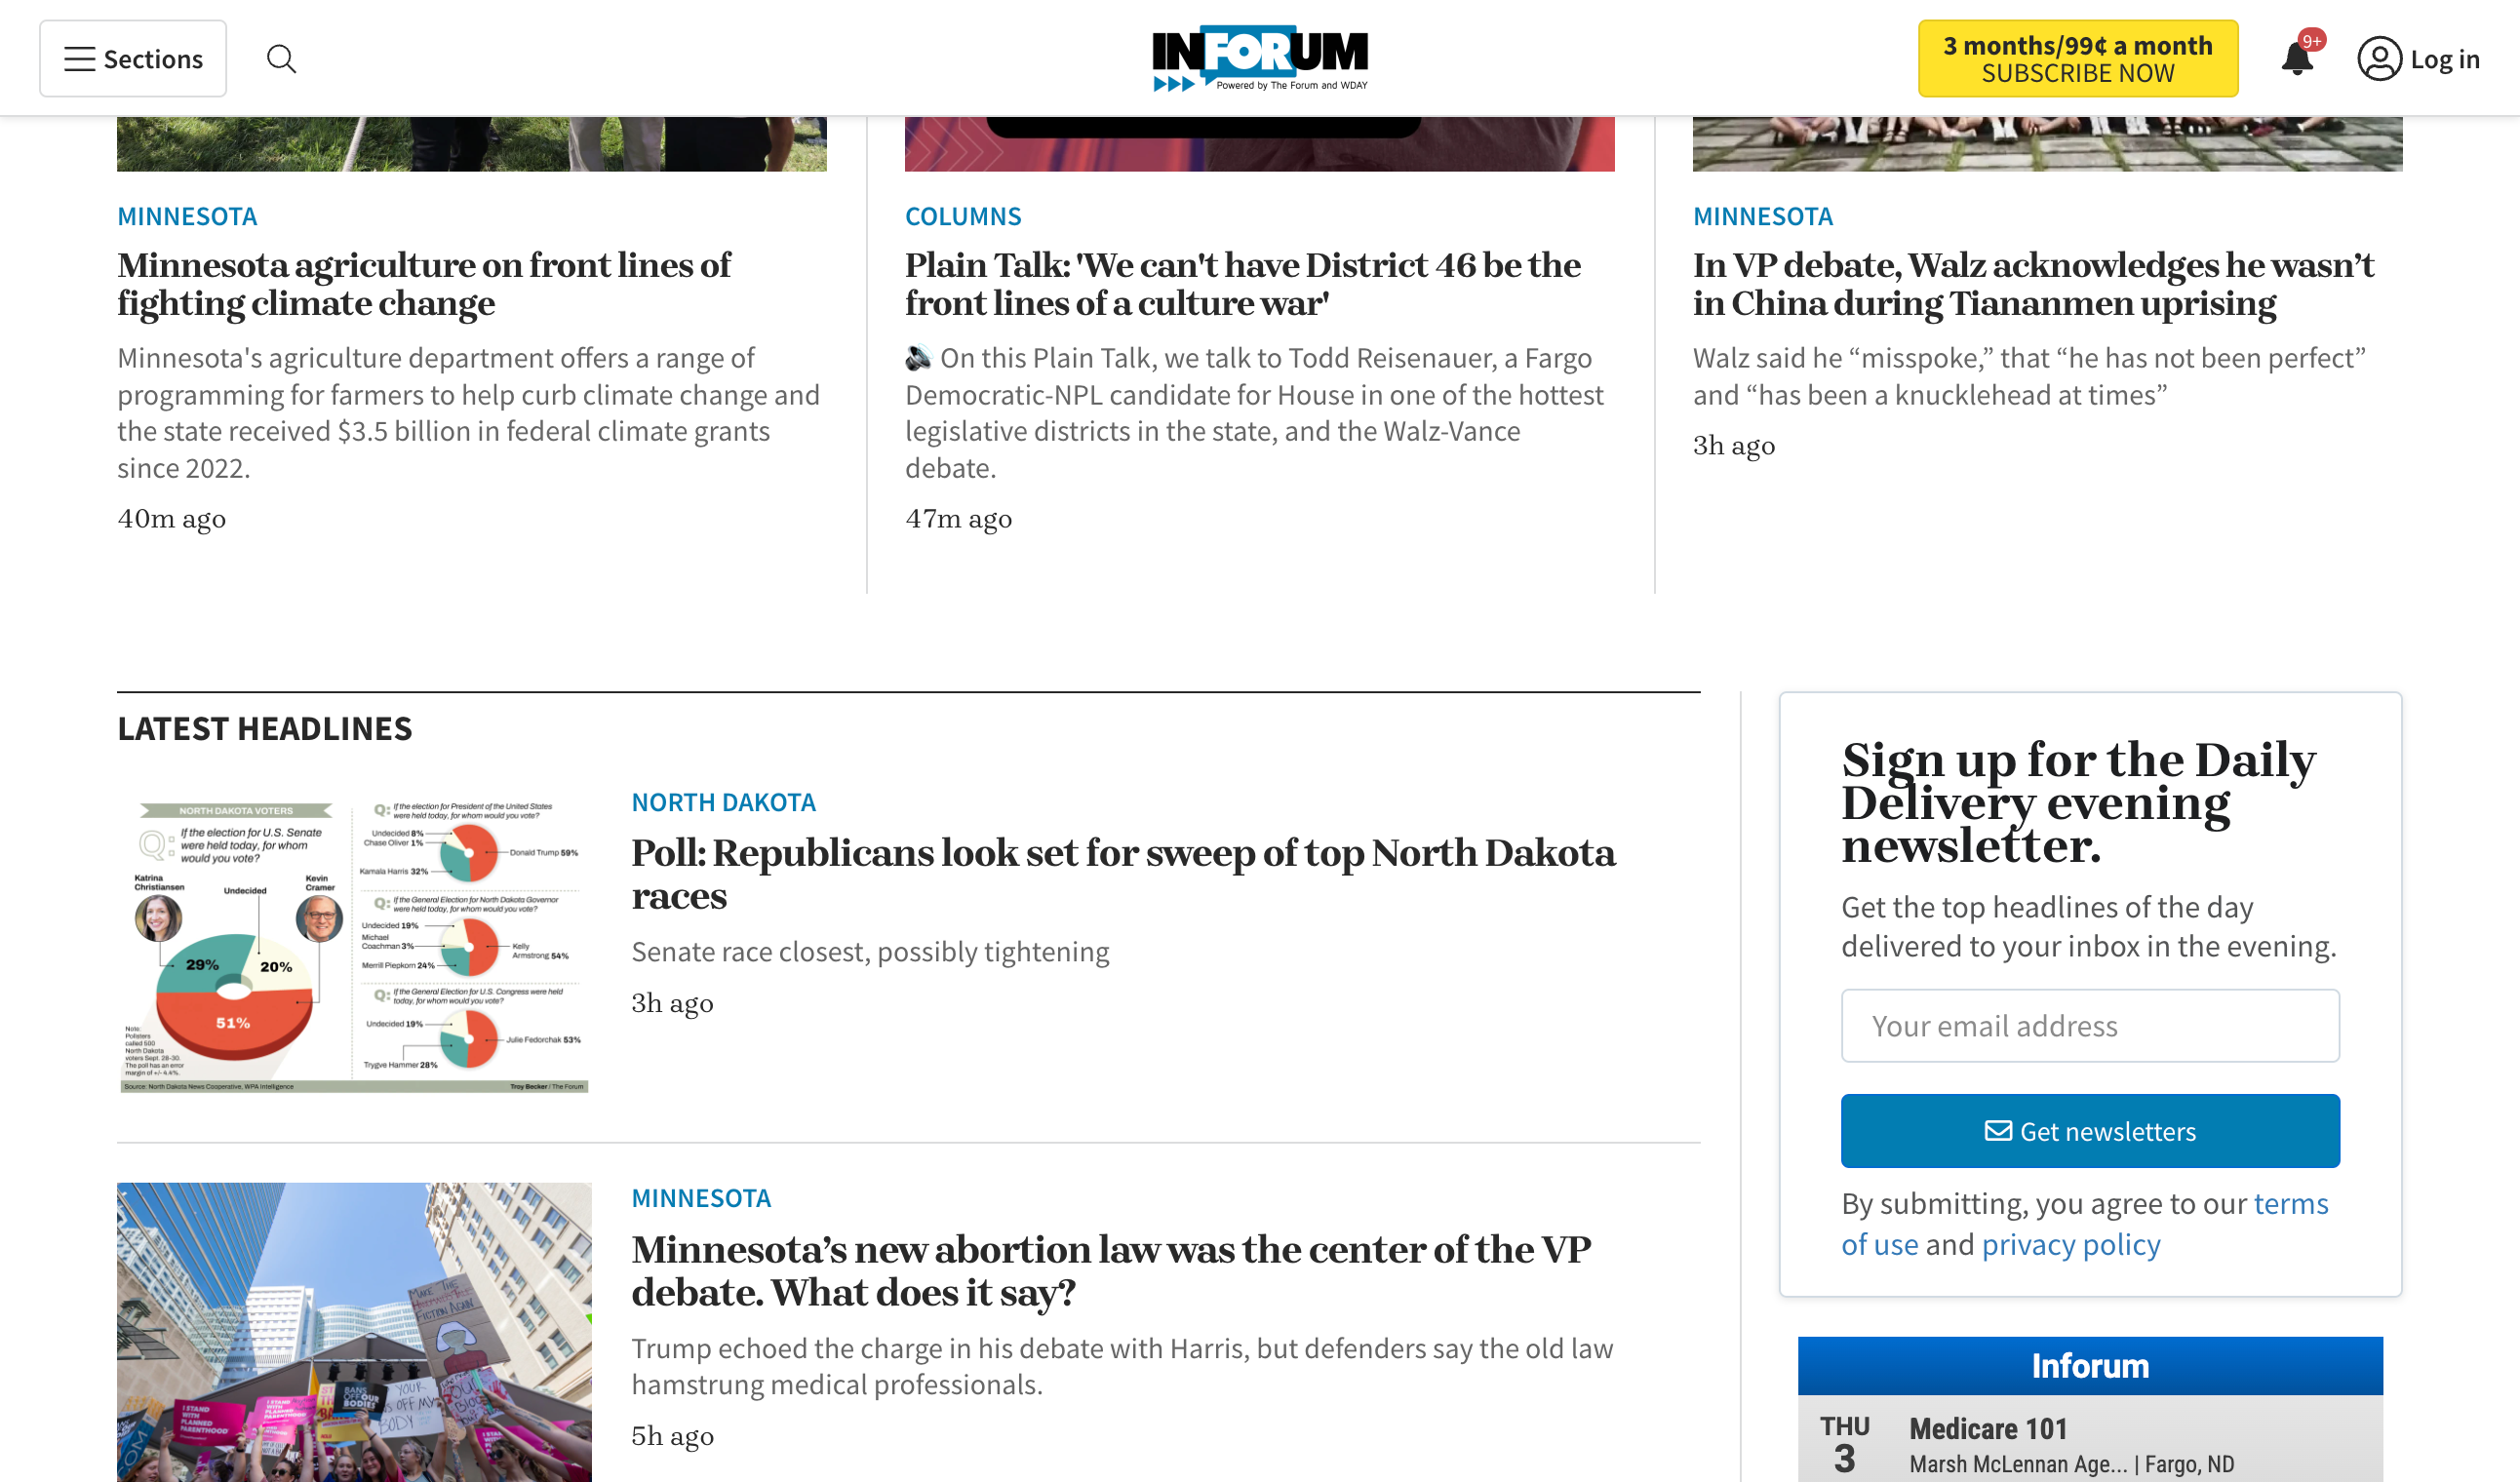 Sections
INFORUM
Powered by The Forum and WDAY
3 months/99¢ a month
SUBSCRIBE NOW
9+
Log in
MINNESOTA
Minnesota agriculture on front lines of
fighting climate change
Minnesota's agriculture department offers a range of
programming for farmers to help curb climate change and
the state received $3.5 billion in federal climate grants
since 2022.
40m ago
COLUMNS
Plain Talk: 'We can't have District 46 be the
front lines of a culture war'
On this Plain Talk, we talk to Todd Reisenauer, a Fargo
Democratic-NPL candidate for House in one of the hottest
legislative districts in the state, and the Walz-Vance
debate.
47m ago
MINNESOTA
In VP debate, Walz acknowledges he wasn’t
in China during Tiananmen uprising
Walz said he “misspoke,” that “he has not been perfect”
and “has been a knucklehead at times”
3h ago
LATEST HEADLINES
NORTH DAKOTA VOTERS
Q:
If the election for U.S. Senate
were held today, for whom
would you vote?
Katrina
Christiansen
Undecided
Kevin
Cramer
29%
20%
51%
Note:
Pollsters
called 500
North Dakota
voters Sept. 28-30.
The poll has an error
margin of +/- 4.4%.
Q: If the election for President of the United States
were held today, for whom would you vote?
Undecided 8%
Chase Oliver 1%
Donald Trump 59%
Kamala Harris 32%
Q: If the General Election for North Dakota Governor
were held today, for whom would you vote?
Undecided 19%
Michael
Coachman 3%
Kelly
Armstrong 54%
Merrill Piepkorn 24%
Q: If the General Election for U.S. Congress were held
today, for whom would you vote?
Undecided 19%
Julie Fedorchak 53%
Trygve Hammer 28%
Source: North Dakota News Cooperative, WPA Intelligence
Troy Becker / The Forum
NORTH DAKOTA
Poll: Republicans look set for sweep of top North Dakota
races
Senate race closest, possibly tightening
3h ago
MAKE THE
FICTION AGAIN
I STAND
WITH
PLANNED
PARENTHOOD
BANS
OFF OUR
BODIES
YOUR
OFF MY
BODY
MINNESOTA
Minnesota’s new abortion law was the center of the VP
debate. What does it say?
Trump echoed the charge in his debate with Harris, but defenders say the old law
hamstrung medical professionals.
5h ago
Sign up for the Daily
Delivery evening
newsletter.
Get the top headlines of the day
delivered to your inbox in the evening.
Your email address
Get newsletters
By submitting, you agree to our terms
of use and privacy policy
Inforum
THU
3
Medicare 101
Marsh McLennan Age... | Fargo, ND